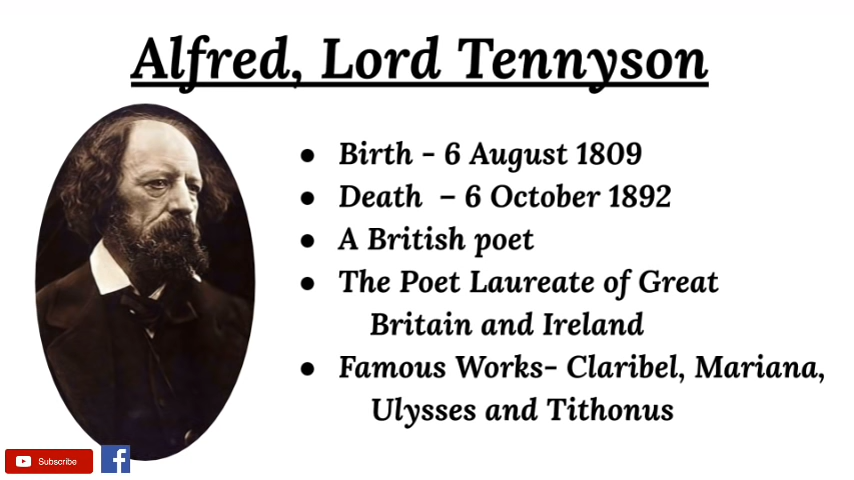 Alfred, Lord Tennyson
● Birth - 6 August 1809
● Death – 6 October 1892
● A British poet
● The Poet Laureate of Great
Britain and Ireland
● Famous Works- Claribel, Mariana,
Ulysses and Tithonus
Subscribe